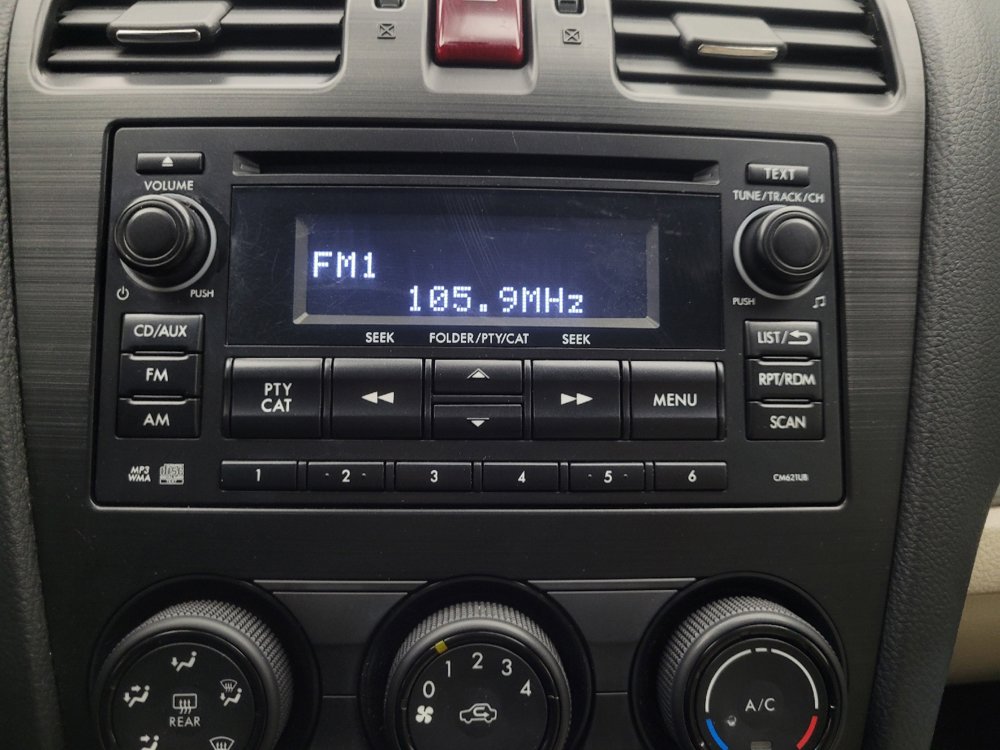 TEXT
VOLUME
TUNE/TRACK/CH
FM1
105.9MHz
PUSH
PUSH
SEEK FOLDER/PTY/CAT SEEK
CD/AUX
LIST/
FM
RPT/RDM
PTY
CAT
MENU
AM
SCAN
MP3
WMA
1 2 3 4 5 6
CM621UB
0 1 2 3 4
REAR
A/C